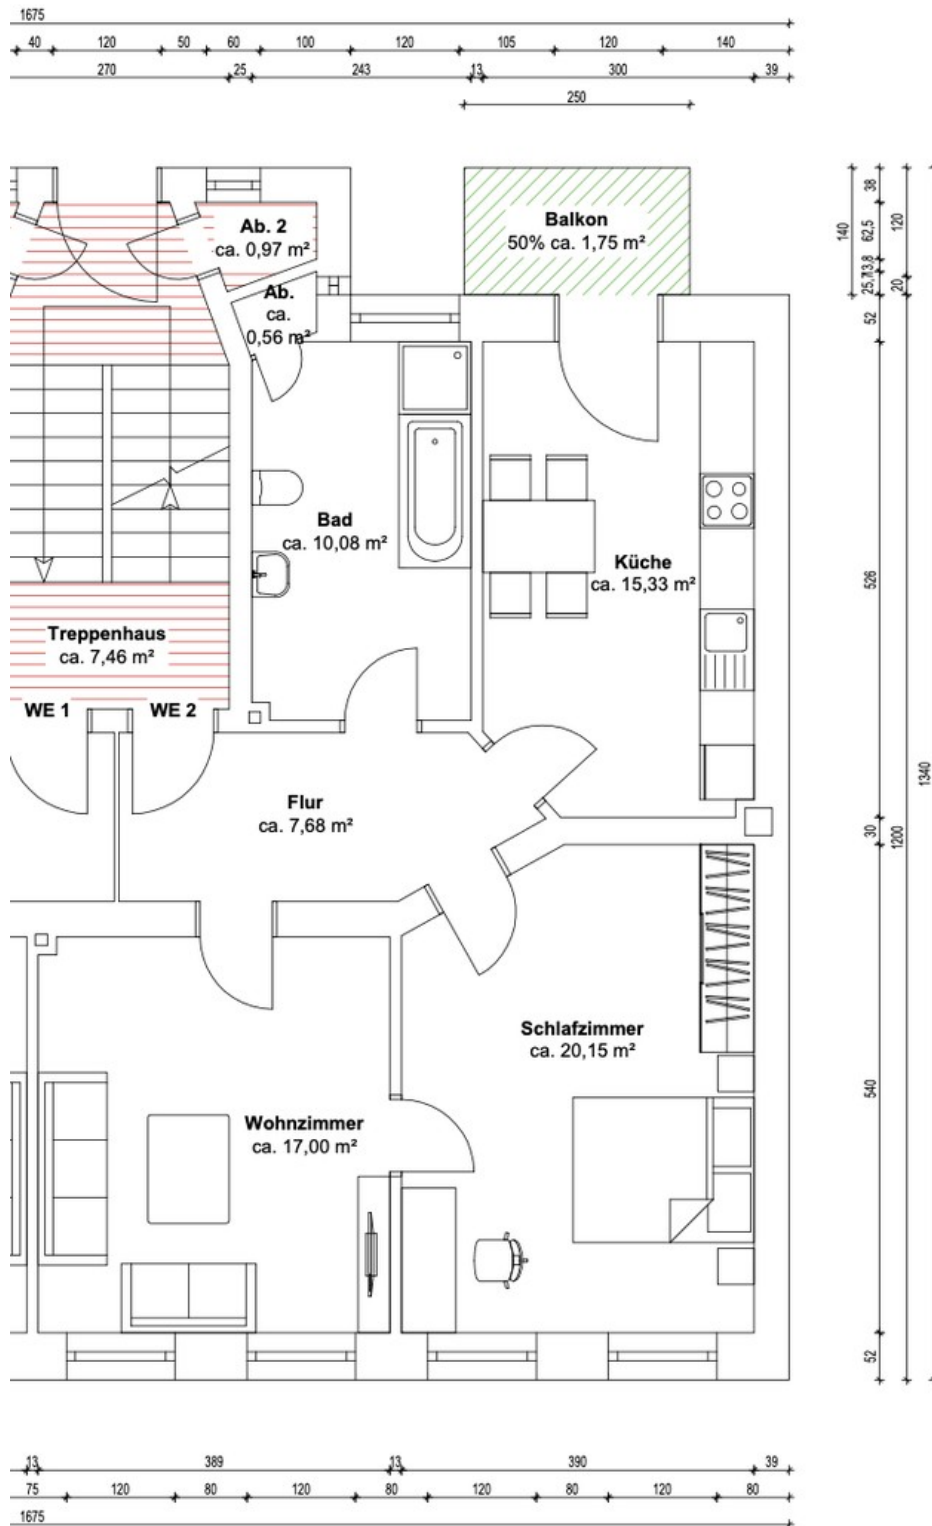 1675
40 120 50 60 100 120 105 120 140
270 25 243 13 300 39
250
Balkon
50% ca. 1,75 m²
Ab. 2
ca. 0,97 m²
Ab.
ca.
0,56 m²
140
38
62,5
25,7
120
20
52
Bad
ca. 10,08 m²
Küche
ca. 15,33 m²
526
Treppenhaus
ca. 7,46 m²
WE 1 WE 2
Flur
ca. 7,68 m²
30
1200
1340
Schlafzimmer
ca. 20,15 m²
540
Wohnzimmer
ca. 17,00 m²
52
13 389 13 390 39
75 120 80 120 80 120 80 120 80
1675